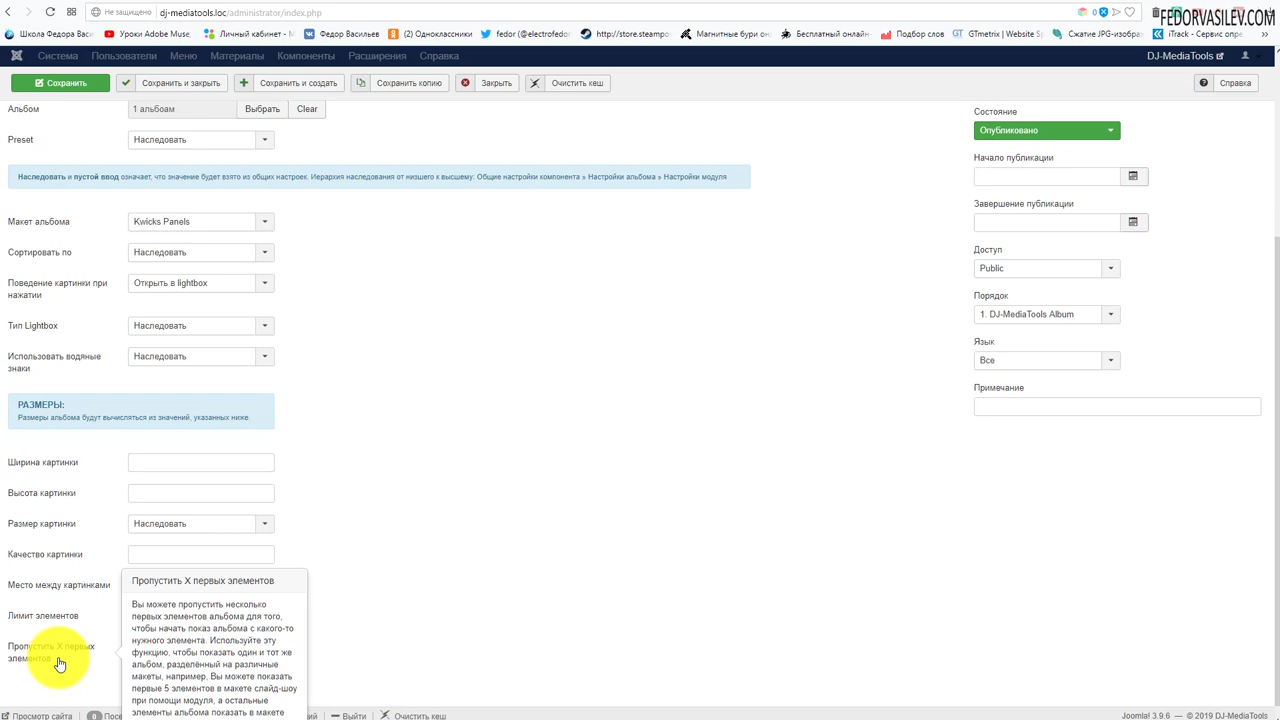 Не защищено dj-mediatools.loc/administrator/index.php
FEDORVASILEV.COM
Школа Федора Васи... Уроки Adobe Muse, Личный кабинет - М... Федор Васильев (2) Одноклассники fedor (@electrofedo... http://store.steampo... Магнитные бури он... Бесплатный онлайн... Подбор слов GTmetrix | Website S... Сжатие JPG-изобра... iTrack - Сервис опре...
Система Пользователи Меню Материалы Компоненты Расширения Справка DJ-MediaTools
Сохранить Сохранить и закрыть Сохранить и создать Сохранить копию Закрыть Очистить кеш Справка
Альбом 1 альбоам Выбрать Clear
Preset Наследовать
Наследовать и пустой ввод означает, что значение будет взято из общих настроек. Иерархия наследования от низшего к высшему: Общие настройки компонента » Настройки альбома » Настройки модуля
Макет альбома Kwicks Panels
Сортировать по Наследовать
Поведение картинки при
нажатии
Открыть в lightbox
Тип Lightbox Наследовать
Использовать водяные
знаки
Наследовать
РАЗМЕРЫ:
Размеры альбома будут вычисляться из значений, указанных ниже.
Ширина картинки
Высота картинки
Размер картинки Наследовать
Качество картинки
Место между картинками
Лимит элементов
Пропустить X первых
элементов
Пропустить X первых элементов
Вы можете пропустить несколько
первых элементов альбома для того,
чтобы начать показ альбома с какого-то
нужного элемента. Используйте эту
функцию, чтобы показать один и тот же
альбом, разделённый на различные
макеты, например, Вы можете показать
первые 5 элементов в макете слайд-шоу
при помощи модуля, а остальные
элементы альбома показать в макете
Состояние
Опубликовано
Начало публикации
Завершение публикации
Доступ
Public
Порядок
1. DJ-MediaTools Album
Язык
Все
Примечание
Просмотр сайта 0 Посе ий Выйти Очистить кеш Joomla! 3.9.6 — © 2019 DJ-MediaTools